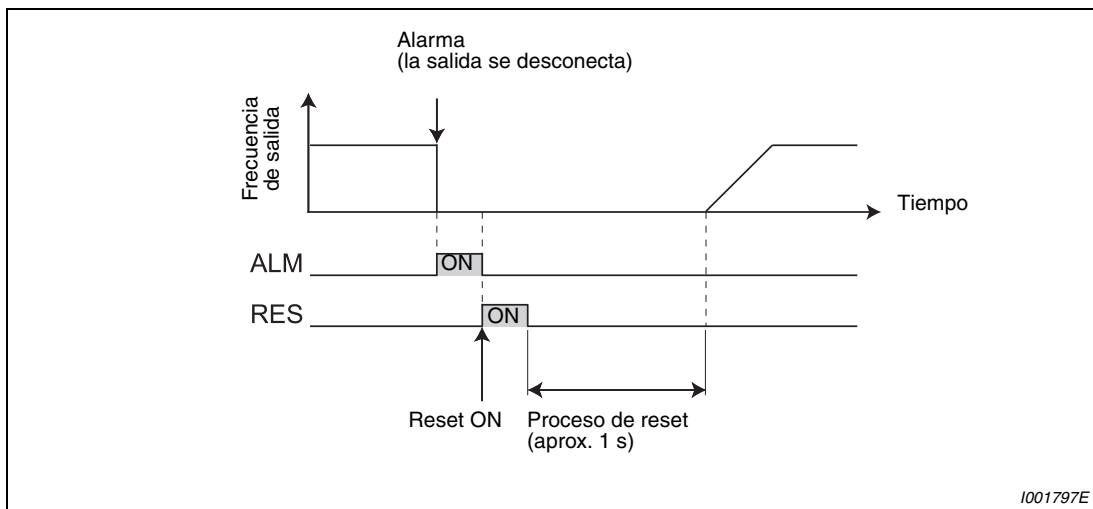 Alarma
(la salida se desconecta)
Frecuencia
de salida
Tiempo
ALM
ON
RES
ON
Reset ON
Proceso de reset
(aprox. 1 s)
I001797E